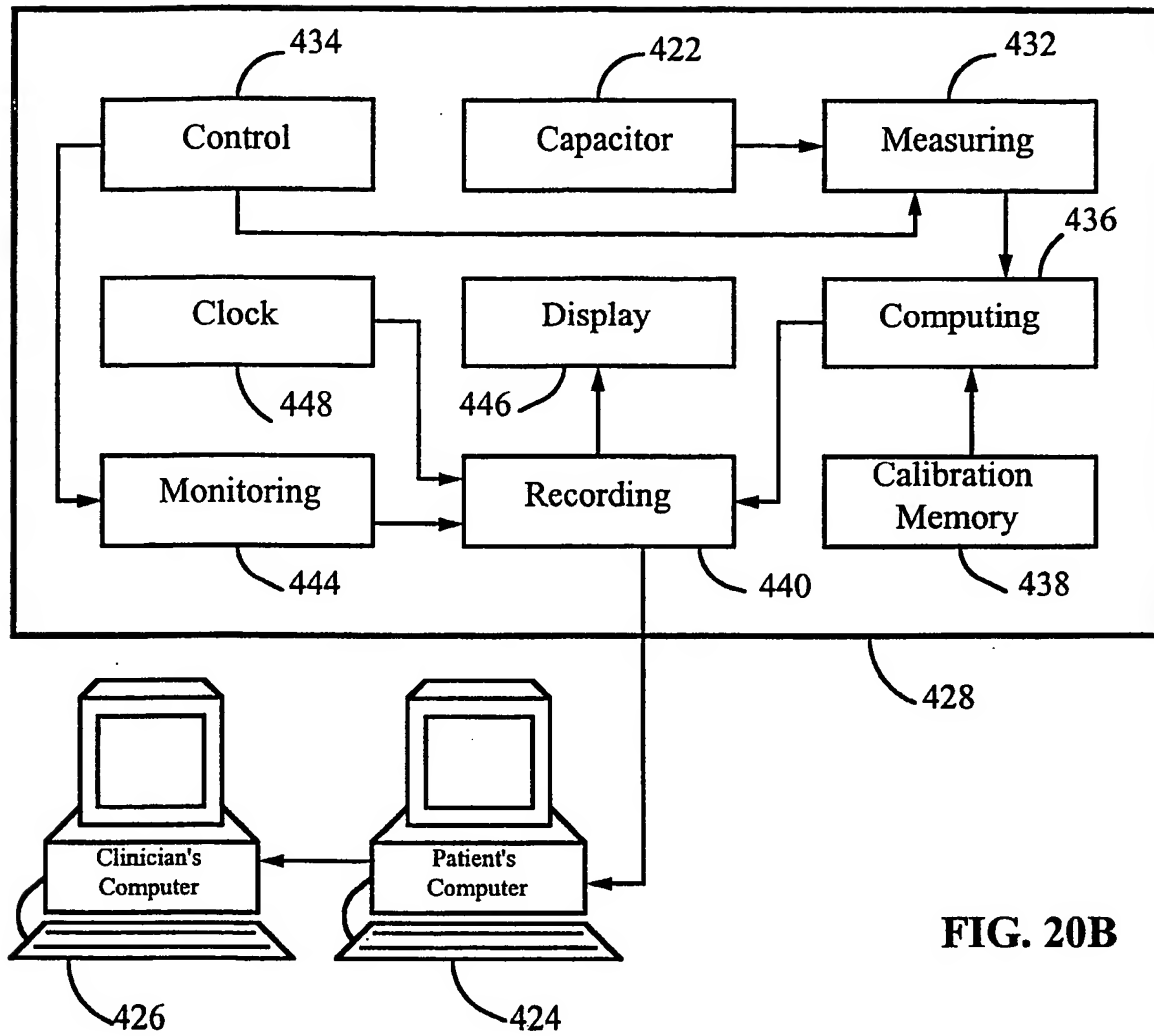 434
422
432
Control
Capacitor
Measuring
436
Clock
Display
Computing
448
446
Monitoring
Recording
Calibration
Memory
444
440
438
428
Clinician's
Computer
Patient's
Computer
FIG. 20B
426
424